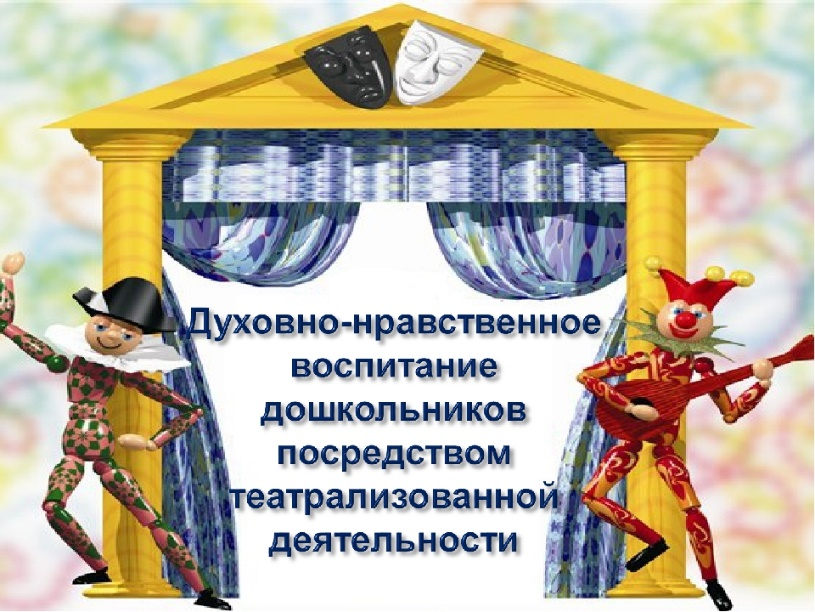 Духовно-нравственное
воспитание
дошкольников
посредством
театрализованной
деятельности